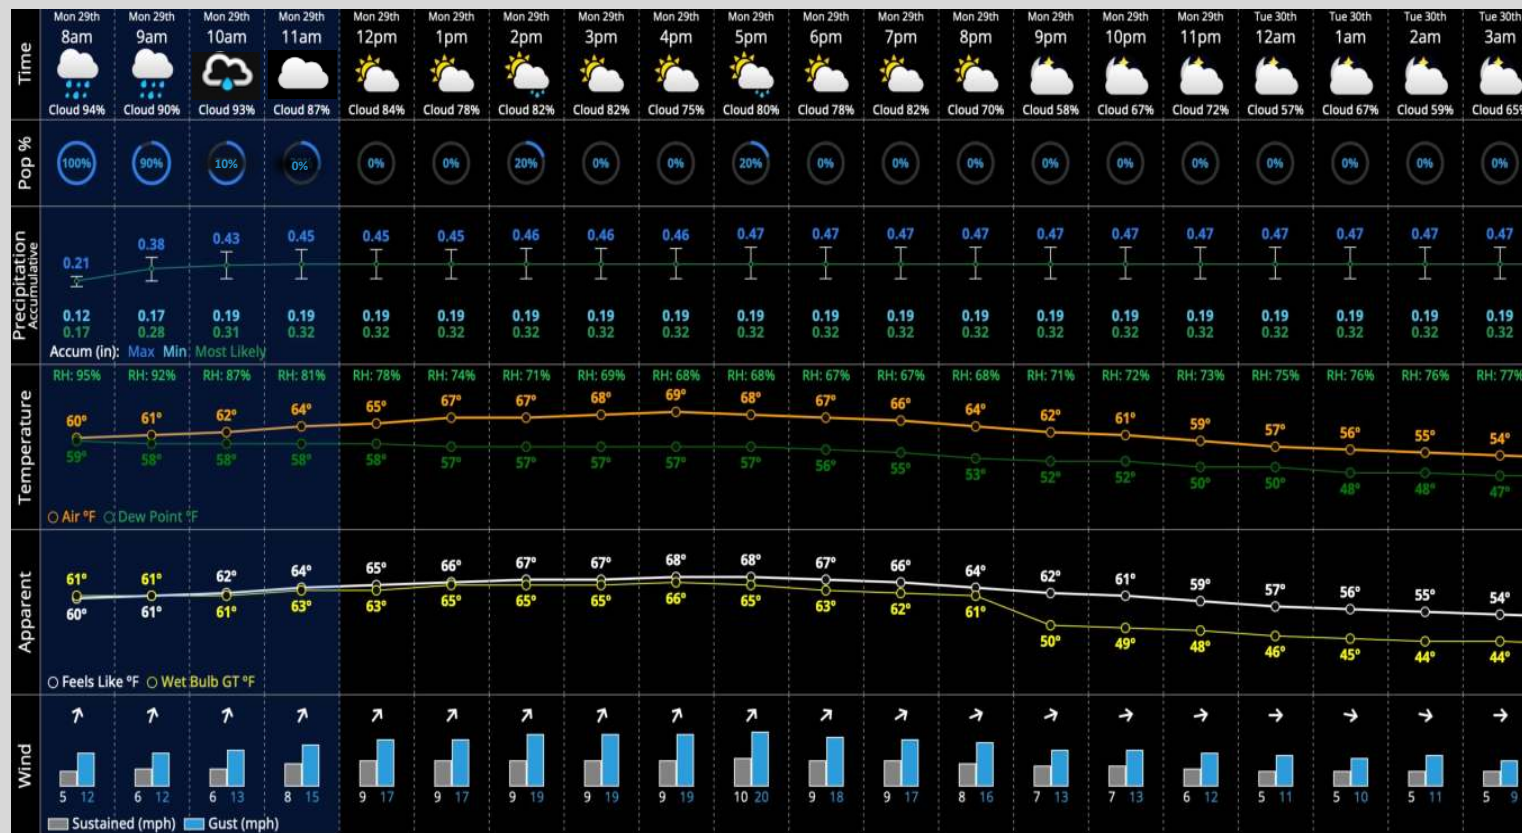 Mon 29th Mon 29th Mon 29th Mon 29th Mon 29th Mon 29th Mon 29th Mon 29th Mon 29th Mon 29th Mon 29th Mon 29th Mon 29th Mon 29th Mon 29th Mon 29th Tue 30th Tue 30th Tue 30th Tue 30th
Time
8am 9am 10am 11am 12pm 1pm 2pm 3pm 4pm 5pm 6pm 7pm 8pm 9pm 10pm 11pm 12am 1am 2am 3am
Cloud 94% Cloud 90% Cloud 93% Cloud 87% Cloud 84% Cloud 78% Cloud 82% Cloud 82% Cloud 75% Cloud 80% Cloud 78% Cloud 82% Cloud 70% Cloud 58% Cloud 67% Cloud 72% Cloud 57% Cloud 67% Cloud 59% Cloud 65%
Pop %
100% 90% 10% 0% 0% 0% 20% 0% 0% 20% 0% 0% 0% 0% 0% 0% 0% 0% 0% 0%
Precipitation
Accumulative
0.21 0.38 0.43 0.45 0.45 0.45 0.46 0.46 0.46 0.47 0.47 0.47 0.47 0.47 0.47 0.47 0.47 0.47 0.47 0.47
0.12 0.17 0.19 0.19 0.19 0.19 0.19 0.19 0.19 0.19 0.19 0.19 0.19 0.19 0.19 0.19 0.19 0.19 0.19 0.19
0.17 0.28 0.31 0.32 0.32 0.32 0.32 0.32 0.32 0.32 0.32 0.32 0.32 0.32 0.32 0.32 0.32 0.32 0.32 0.32
Accum (in): Max Min Most Likely
Temperature
RH: 95% RH: 92% RH: 87% RH: 81% RH: 78% RH: 74% RH: 71% RH: 69% RH: 68% RH: 68% RH: 67% RH: 67% RH: 68% RH: 71% RH: 72% RH: 73% RH: 75% RH: 76% RH: 76% RH: 77%
60° 61° 62° 64° 65° 67° 67° 68° 69° 68° 67° 66° 64° 62° 61° 59° 57° 56° 55° 54°
59° 58° 58° 58° 58° 57° 57° 57° 57° 57° 56° 55° 53° 52° 52° 50° 50° 48° 48° 47°
Air °F Dew Point °F
Apparent
61° 61° 62° 64° 65° 66° 67° 67° 68° 68° 67° 66° 64° 62° 61° 59° 57° 56° 55° 54°
60° 61° 61° 63° 63° 65° 65° 65° 66° 65° 63° 62° 61° 50° 49° 48° 46° 45° 44° 44°
Feels Like °F Wet Bulb GT °F
Wind
5 12 6 12 6 13 8 15 9 17 9 17 9 19 9 19 9 19 10 20 9 18 9 17 8 16 7 13 7 13 6 12 5 11 5 10 5 11 5 9
Sustained (mph) Gust (mph)